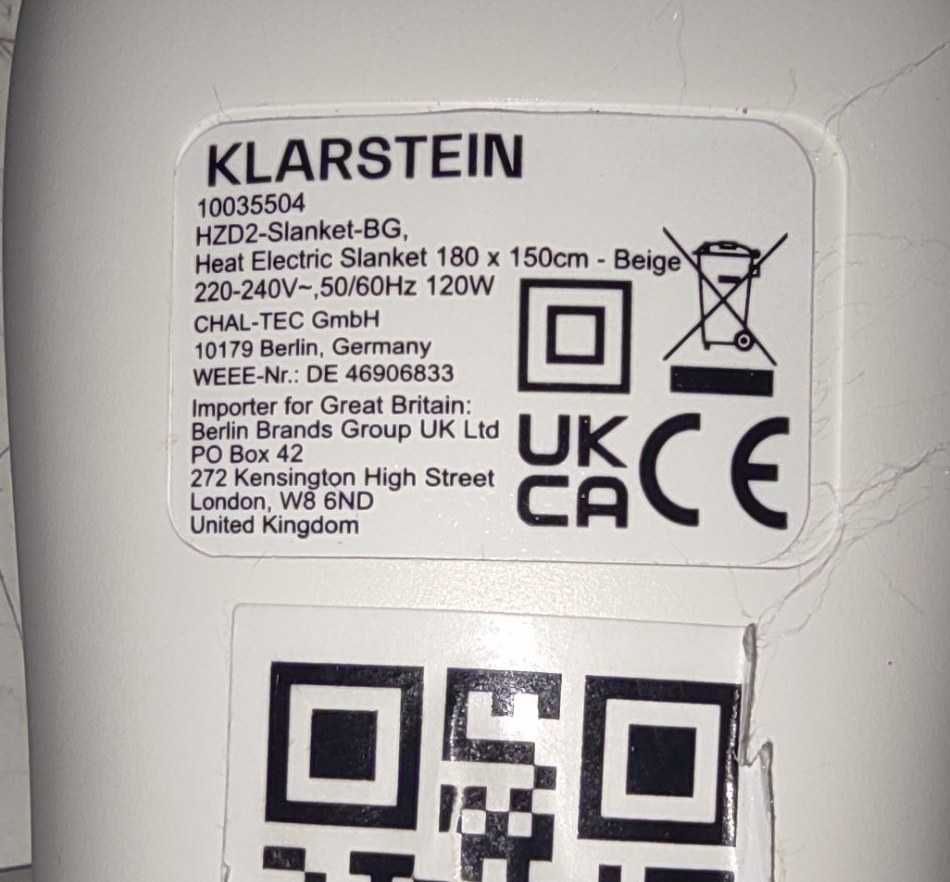 KLARSTEIN
10035504
HZD2-Slanket-BG,
Heat Electric Slanket 180 x 150cm - Beige
220-240V~,50/60Hz 120W
CHAL-TEC GmbH
10179 Berlin, Germany
WEEE-Nr.: DE 46906833
Importer for Great Britain:
Berlin Brands Group UK Ltd
PO Box 42
272 Kensington High Street
London, W8 6ND
United Kingdom
UK
CA
CE